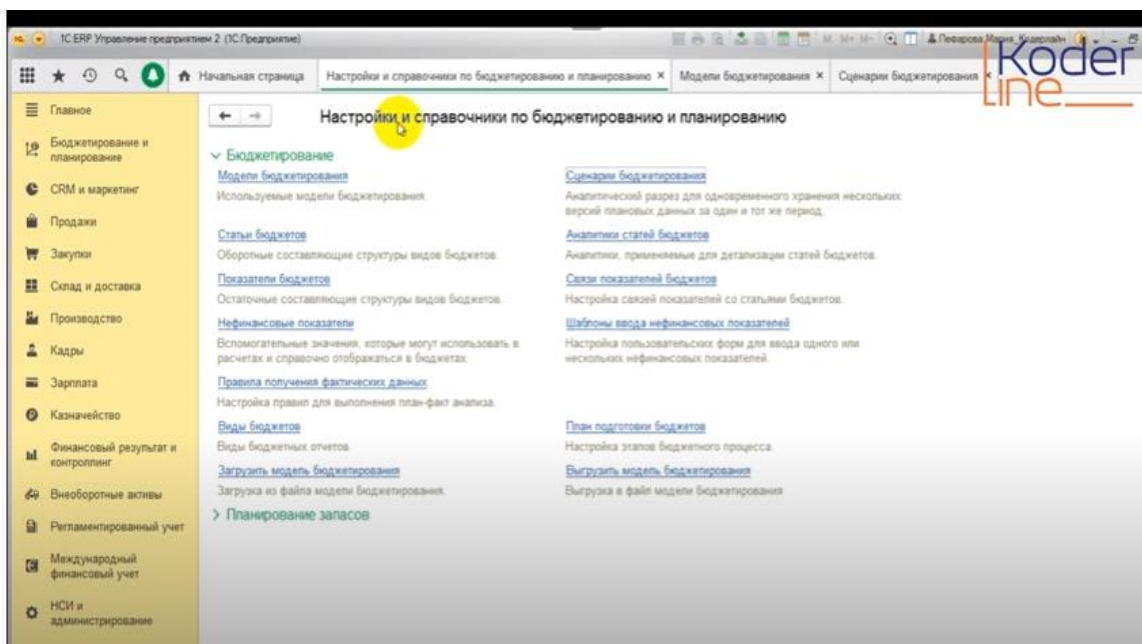 1С:ERP Управление предприятием 2 (1С:Предприятие)
M M+ M-
Koder
line
Начальная страница
Настройки и справочники по бюджетированию и планированию ×
Модели бюджетирования ×
Сценарии бюджетирования
Главное
Бюджетирование и
планирование
CRM и маркетинг
Продажи
Закупки
Склад и доставка
Производство
Кадры
Зарплата
Казначейство
Финансовый результат и
контроллинг
Внеоборотные активы
Регламентированный учет
Международный
финансовый учет
НСИ и
администрирование
Настройки и справочники по бюджетированию и планированию
Бюджетирование
Модели бюджетирования
Используемые модели бюджетирования.
Сценарии бюджетирования
Аналитический разрез для одновременного хранения нескольких
версий плановых данных за один и тот же период.
Статьи бюджетов
Оборотные составляющие структуры видов бюджетов.
Аналитики статей бюджетов
Аналитики, применяемые для детализации статей бюджетов.
Показатели бюджетов
Остаточные составляющие структуры видов бюджетов.
Связи показателей бюджетов
Настройка связей показателей со статьями бюджетов.
Нефинансовые показатели
Вспомогательные значения, которые могут использовать в
расчетах и справочно отображаться в бюджетах.
Шаблоны ввода нефинансовых показателей
Настройка пользовательских форм для ввода одного или
нескольких нефинансовых показателей.
Правила получения фактических данных
Настройка правил для выполнения план-факт анализа.
Виды бюджетов
Виды бюджетных отчетов.
План подготовки бюджетов
Настройка этапов бюджетного процесса.
Загрузить модель бюджетирования
Загрузка из файла модели бюджетирования.
Выгрузить модель бюджетирования
Выгрузка в файл модели бюджетирования
Планирование запасов